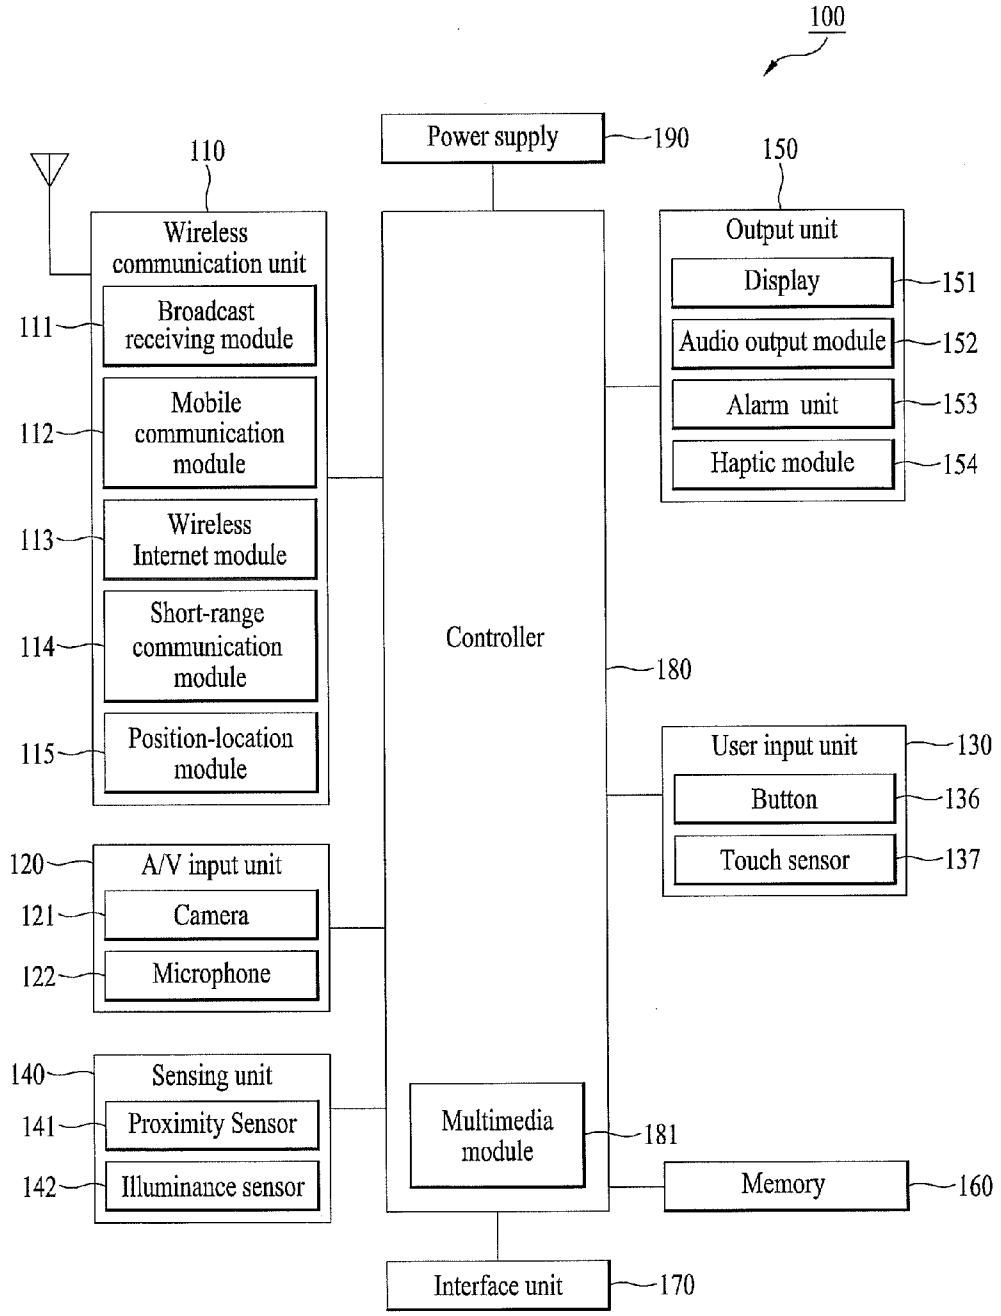 100
Power supply
190
110
Wireless
communication unit
111
Broadcast
receiving module
112
Mobile
communication
module
113
Wireless
Internet module
114
Short-range
communication
module
115
Position-location
module
120
A/V input unit
121
Camera
122
Microphone
140
Sensing unit
141
Proximity Sensor
142
Illuminance sensor
Controller
180
Multimedia
module
181
150
Output unit
Display
151
Audio output module
152
Alarm unit
153
Haptic module
154
User input unit
130
Button
136
Touch sensor
137
Memory
160
Interface unit
170